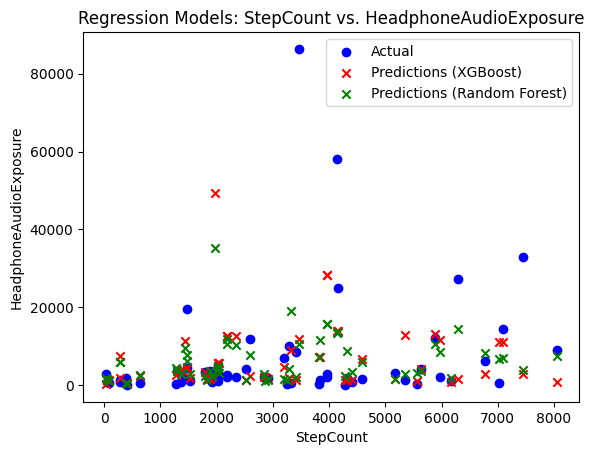 Regression Models: StepCount vs. HeadphoneAudioExposure
Actual
Predictions (XGBoost)
Predictions (Random Forest)
80000
60000
40000
20000
0
HeadphoneAudioExposure
0 1000 2000 3000 4000 5000 6000 7000 8000
StepCount